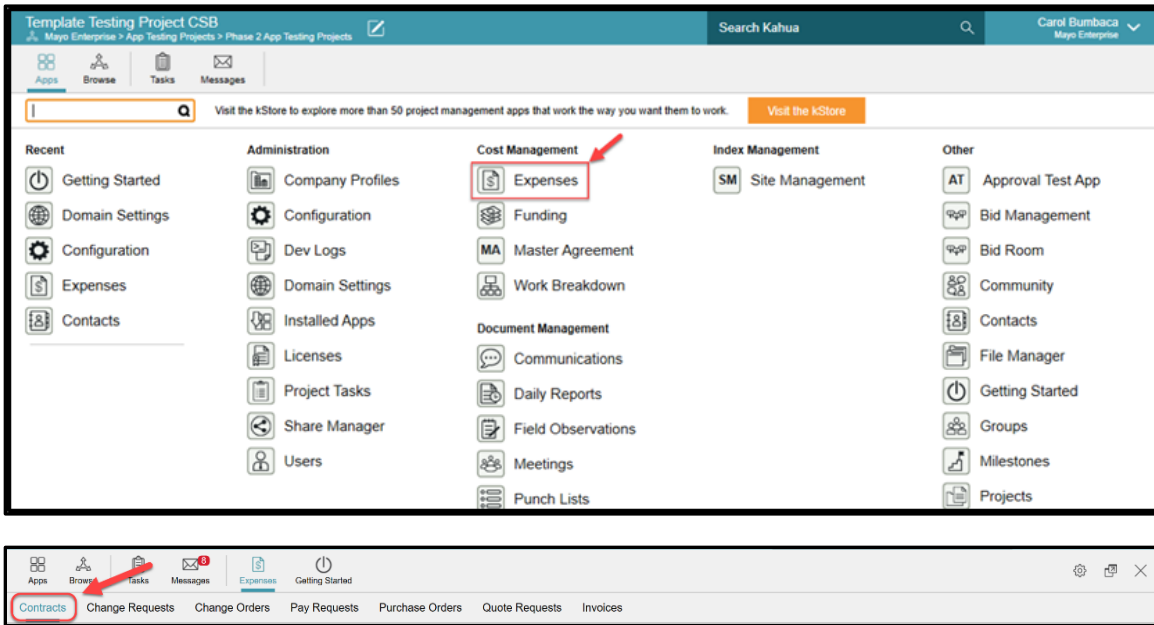 Template Testing Project CSB
Mayo Enterprise > App Testing Projects > Phase 2 App Testing Projects
Search Kahua
Carol Bumbaca
Mayo Enterprise
Apps
Browse
Tasks
Messages
Visit the kStore to explore more than 50 project management apps that work the way you want them to work.
Visit the kStore
Recent
Getting Started
Domain Settings
Configuration
Expenses
Contacts
Administration
Company Profiles
Configuration
Dev Logs
Domain Settings
Installed Apps
Licenses
Project Tasks
Share Manager
Users
Cost Management
Expenses
Funding
MA Master Agreement
Work Breakdown
Document Management
Communications
Daily Reports
Field Observations
Meetings
Punch Lists
Index Management
SM Site Management
Other
AT Approval Test App
Bid Management
Bid Room
Community
Contacts
File Manager
Getting Started
Groups
Milestones
Projects
Apps
Browse
Tasks
Messages
8
Expenses
Getting Started
Contracts
Change Requests
Change Orders
Pay Requests
Purchase Orders
Quote Requests
Invoices